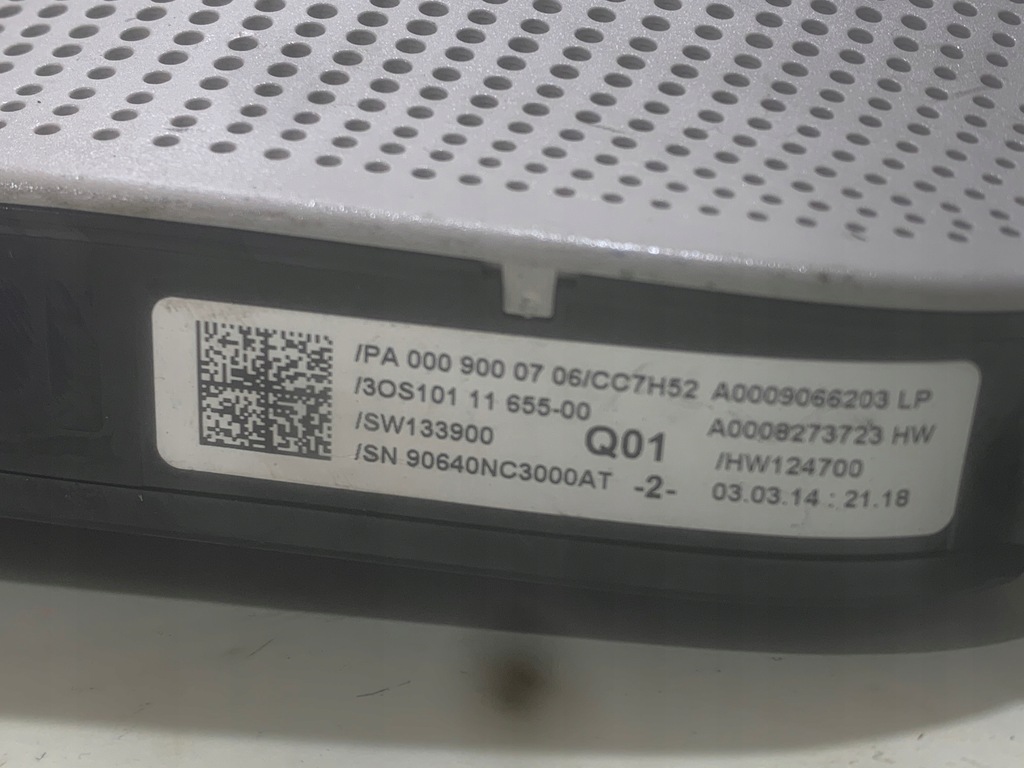 /PA 000 900 07 06/CC7H52 A0009066203 LP
/3OS101 11 655-00 A0008273723 HW
/SW133900 Q01 /HW124700
/SN 90640NC3000AT -2- 03.03.14 : 21.18